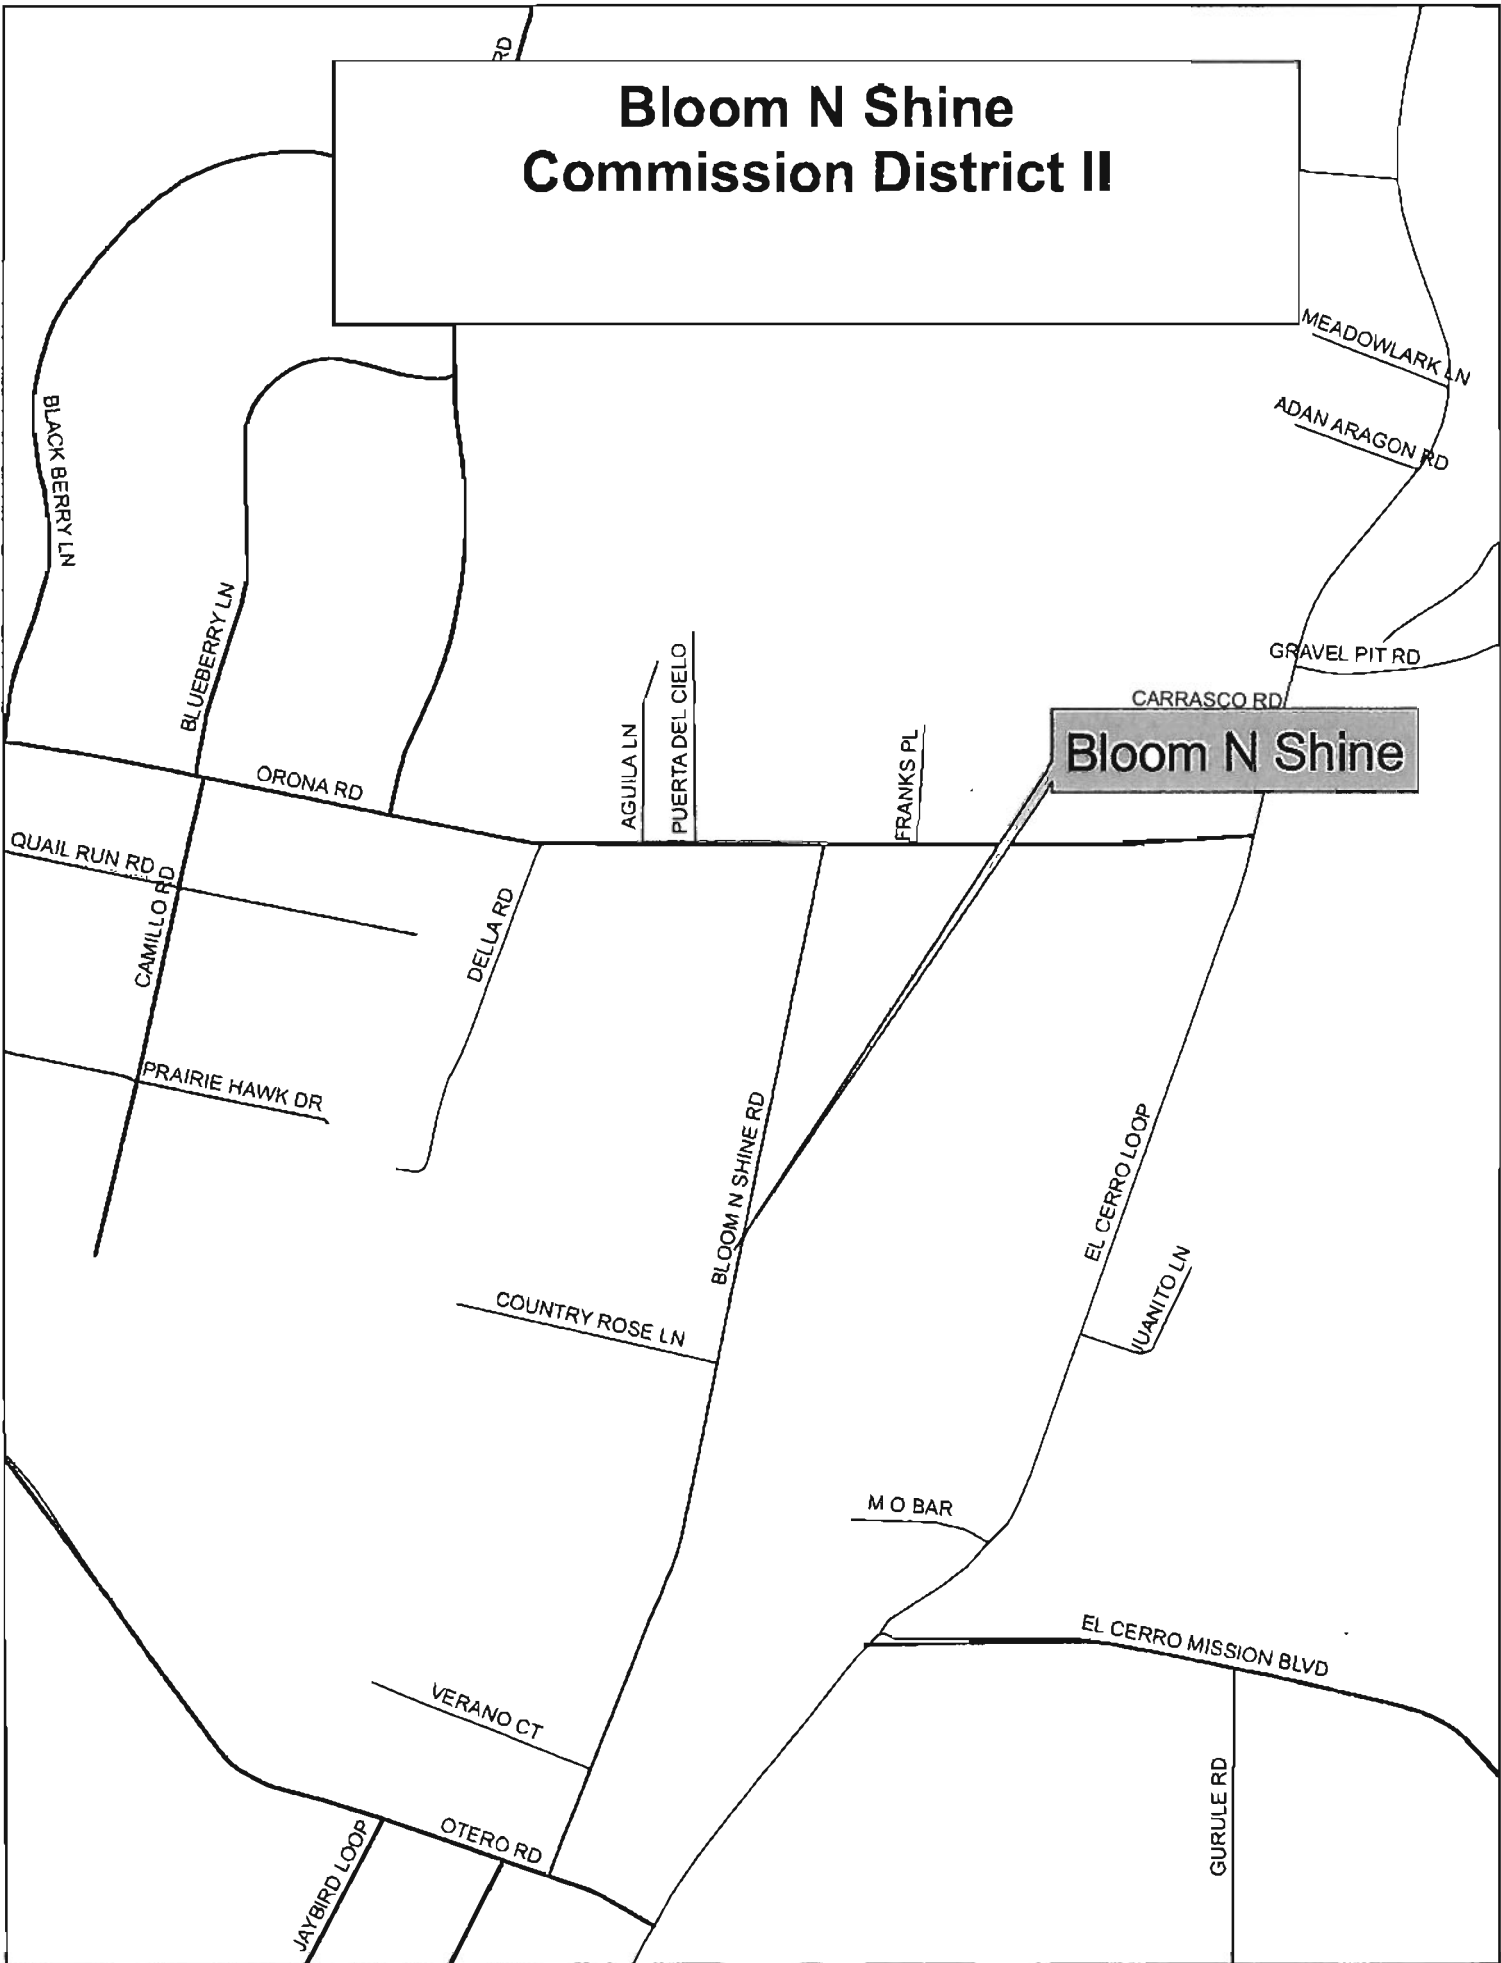 RD
Bloom N Shine
Commission District II
MEADOWLARK LN
ADAN ARAGON RD
BLACK BERRY LN
BLUEBERRY LN
GRAVEL PIT RD
CARRASCO RD
Bloom N Shine
AGUILA LN
PUERTA DEL CIELO
FRANKS PL
ORONA RD
QUAIL RUN RD
CAMILLO RD
DELLA RD
PRAIRIE HAWK DR
BLOOM N SHINE RD
EL CERRO LOOP
JUANITO LN
COUNTRY ROSE LN
M O BAR
EL CERRO MISSION BLVD
VERANO CT
OTERO RD
JAYBIRD LOOP
GURULE RD